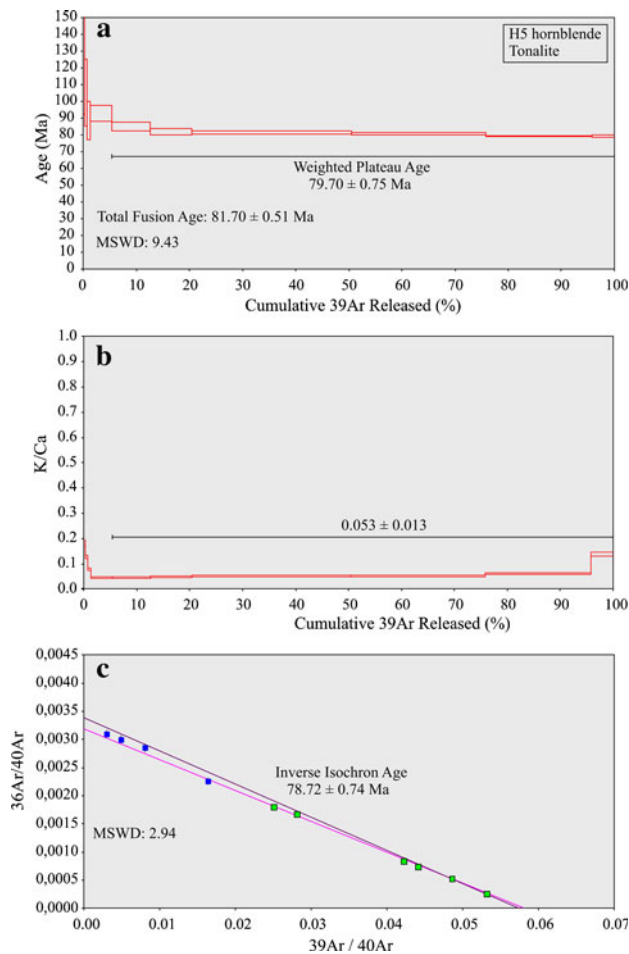 a
H5 hornblende
Tonalite
Age (Ma)
150
140
130
120
110
100
90
80
70
60
50
40
30
20
10
0
Weighted Plateau Age
79.70 ± 0.75 Ma
Total Fusion Age: 81.70 ± 0.51 Ma
MSWD: 9.43
0 10 20 30 40 50 60 70 80 90 100
Cumulative 39Ar Released (%)
b
K/Ca
1.0
0.9
0.8
0.7
0.6
0.5
0.4
0.3
0.2
0.1
0.0
0.053 ± 0.013
0 10 20 30 40 50 60 70 80 90 100
Cumulative 39Ar Released (%)
c
36Ar/40Ar
0,0045
0,0040
0,0035
0,0030
0,0025
0,0020
0,0015
0,0010
0,0005
0,0000
Inverse Isochron Age
78.72 ± 0.74 Ma
MSWD: 2.94
0.00 0.01 0.02 0.03 0.04 0.05 0.06 0.07
39Ar / 40Ar